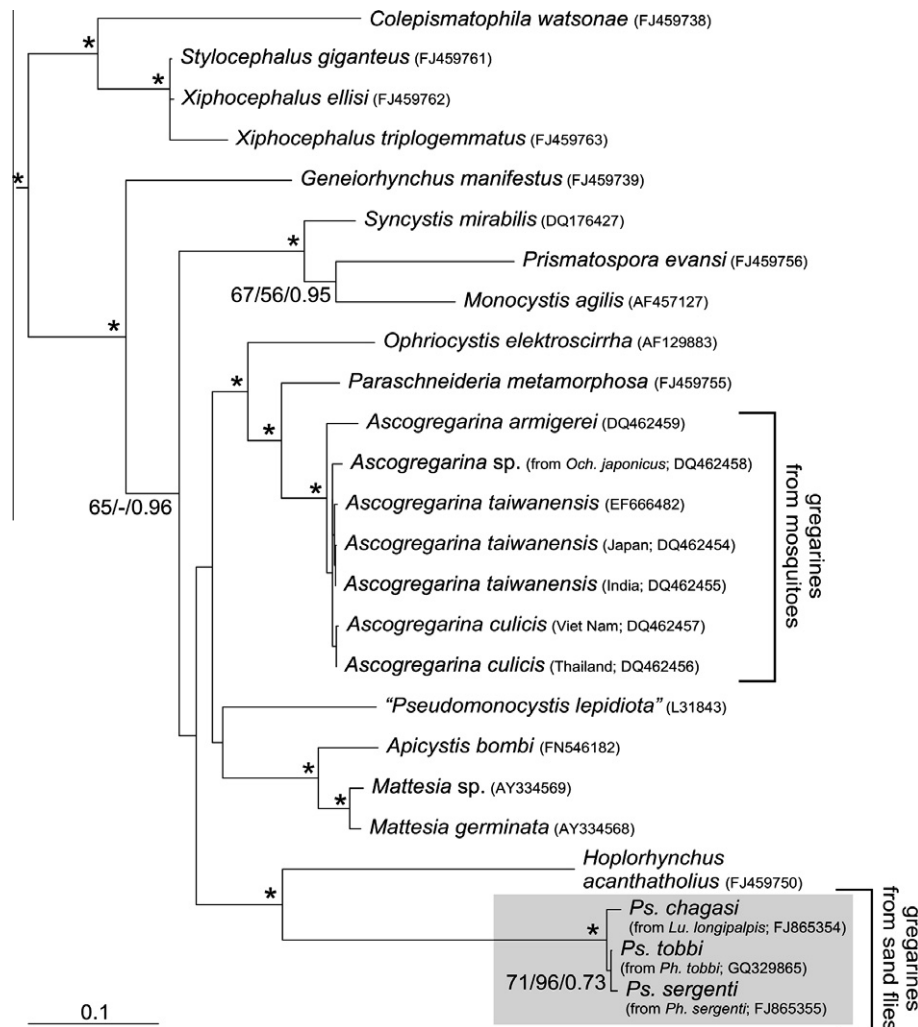 Colepismatophila watsonae (FJ459738)
*
Stylocephalus giganteus (FJ459761)
*
Xiphocephalus ellisi (FJ459762)
Xiphocephalus triplogemmatus (FJ459763)
*
Geneiorhynchus manifestus (FJ459739)
Syncystis mirabilis (DQ176427)
*
Prismatospora evansi (FJ459756)
67/56/0.95
Monocystis agilis (AF457127)
*
Ophriocystis elektroscirrha (AF129883)
*
Paraschneideria metamorphosa (FJ459755)
*
Ascogregarina armigerei (DQ462459)
Ascogregarina sp. (from Och. japonicus; DQ462458)
*
65/-/0.96
Ascogregarina taiwanensis (EF666482)
Ascogregarina taiwanensis (Japan; DQ462454)
Ascogregarina taiwanensis (India; DQ462455)
Ascogregarina culicis (Viet Nam; DQ462457)
Ascogregarina culicis (Thailand; DQ462456)
gregarines
from mosquitoes
“Pseudomonocystis lepidiota” (L31843)
Apicystis bombi (FN546182)
*
Mattesia sp. (AY334569)
*
Mattesia germinata (AY334568)
Hoplorhynchus
acanthatholius (FJ459750)
*
Ps. chagasi
(from Lu. longipalpis; FJ865354)
*
Ps. tobbi
(from Ph. tobbi; GQ329865)
71/96/0.73
Ps. sergenti
(from Ph. sergenti; FJ865355)
gregarines
from sand flies
0.1